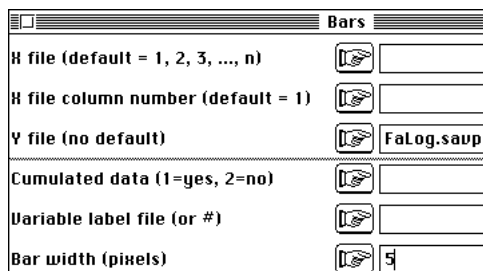 Bars
X file (default = 1, 2, 3, ..., n)
X file column number (default = 1)
Y file (no default) FaLog.savp
Cumulated data (1=yes, 2=no)
Variable label file (or #)
Bar width (pixels) 5